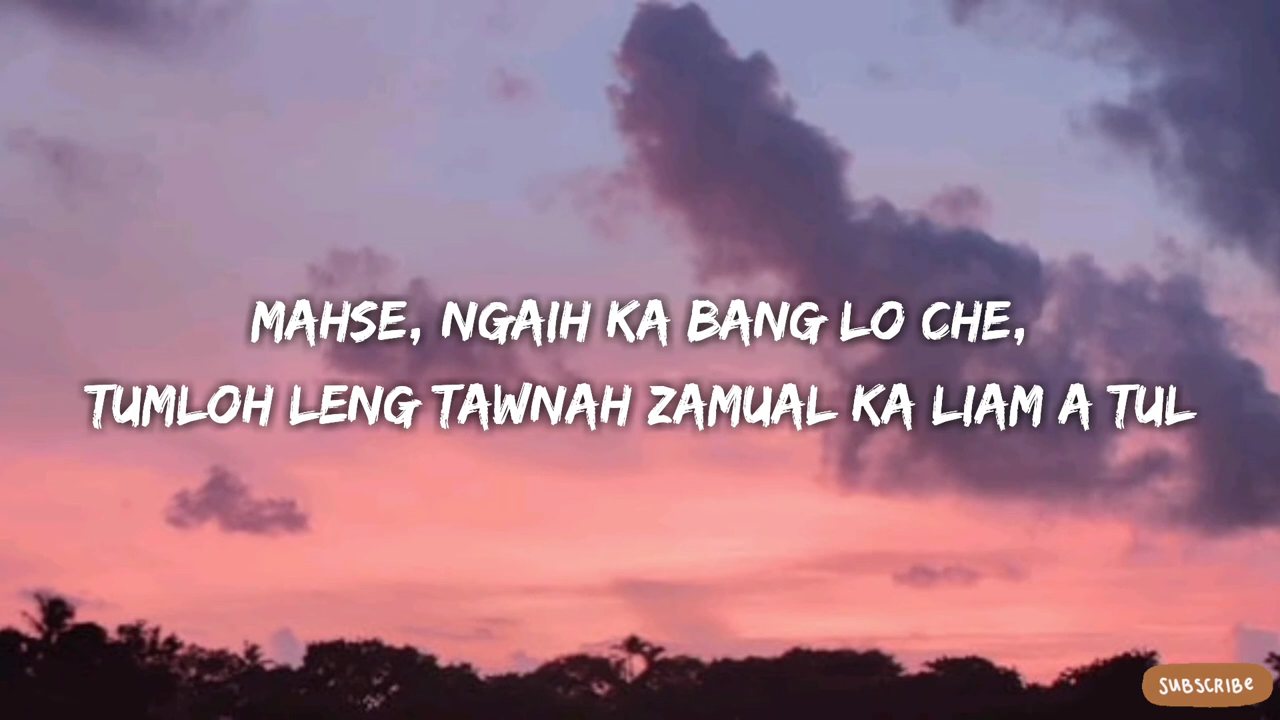 MAHSE, NGAIH KA BANG LO CHE,
TUMLOH LENG TAWNAH ZAMUAL KA LIAM A TUL
SUBSCRIBe